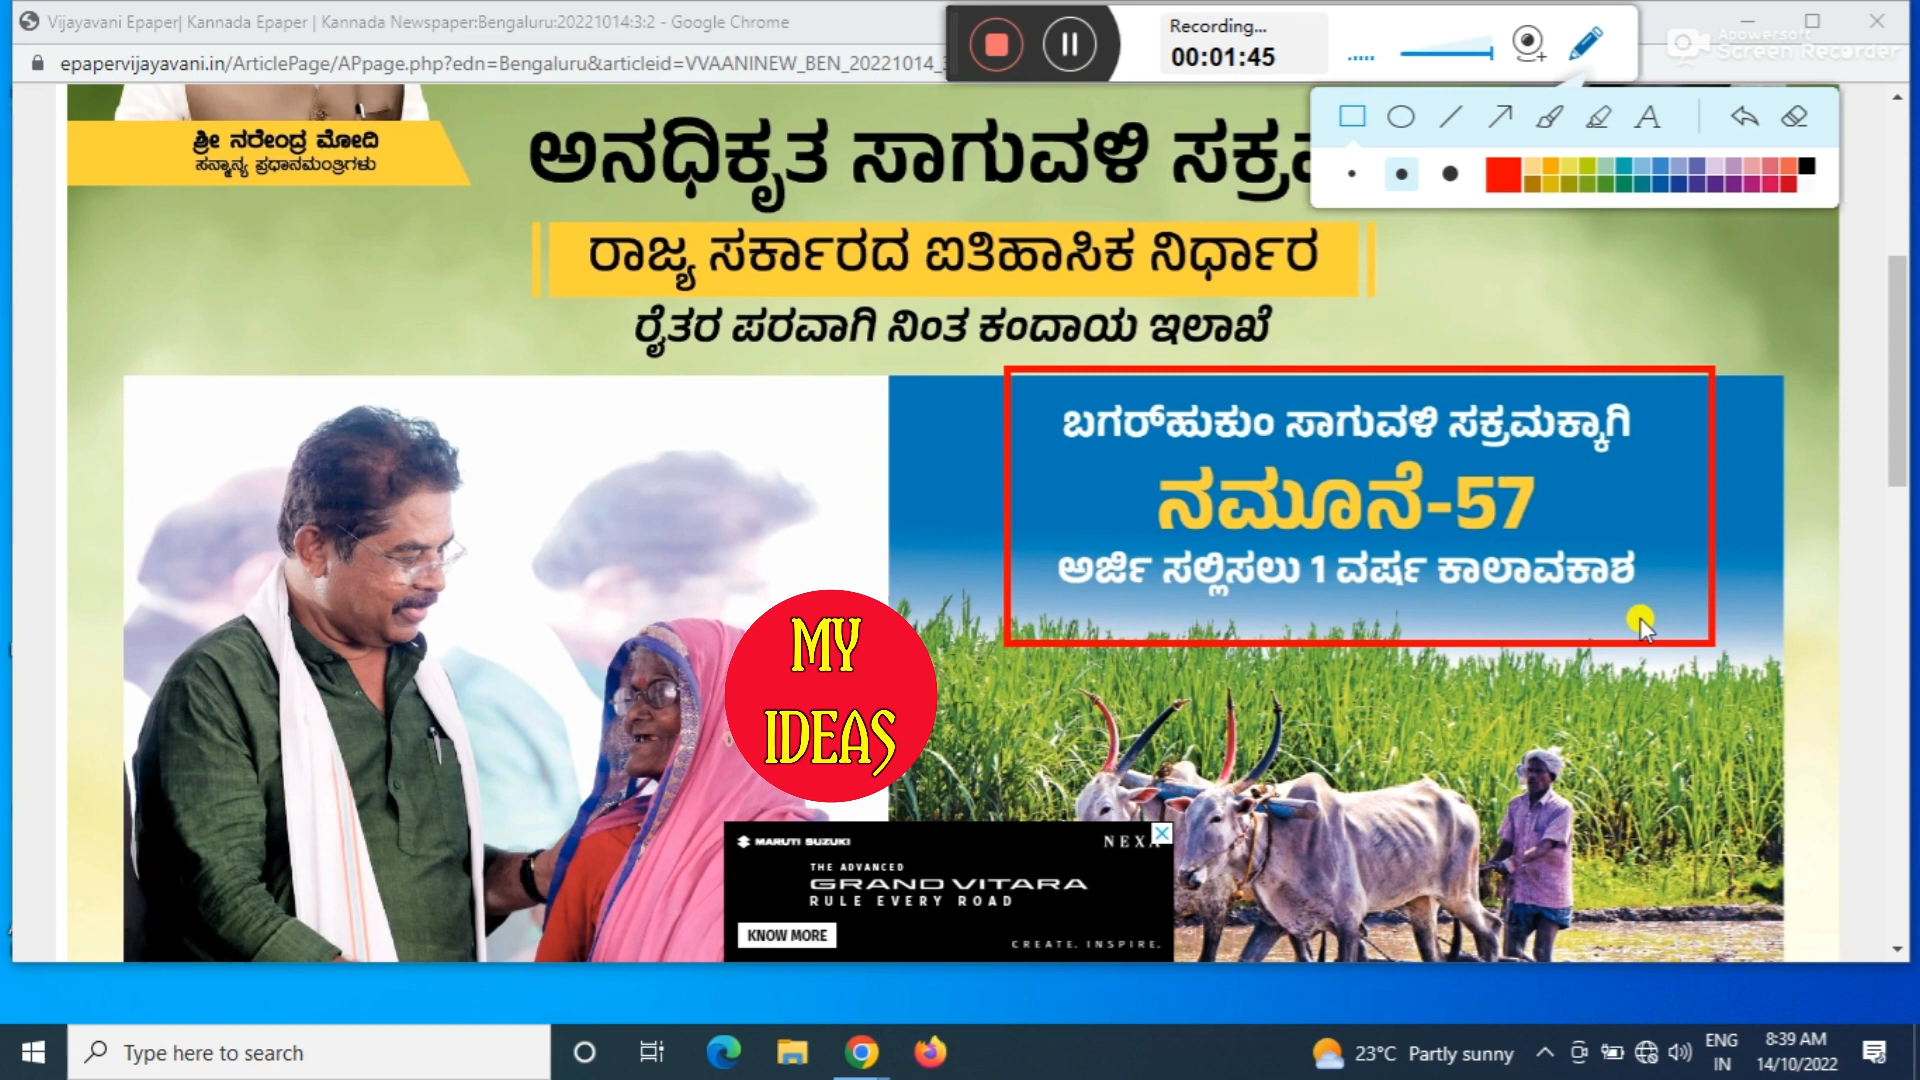 Vijayavani Epaper| Kannada Epaper | Kannada Newspaper:Bengaluru:20221014:3:2 - Google Chrome
epapervijayavani.in/ArticlePage/APpage.php?edn=Bengaluru&articleid=VVAANINEW_BEN_20221014_
Recording...
00:01:45
Apowersoft
Screen Recorder
A
ಶ್ರೀ ನರೇಂದ್ರ ಮೋದಿ
ಸನ್ಮಾನ್ಯ ಪ್ರಧಾನಮಂತ್ರಿಗಳು
ಅನಧಿಕೃತ ಸಾಗುವಳಿ
ರಾಜ್ಯ ಸರ್ಕಾರದ ಐತಿಹಾಸಿಕ ನಿರ್ಧಾರ
ರೈತರ ಪರವಾಗಿ ನಿಂತ ಕಂದಾಯ ಇಲಾಖೆ
ಬಗರ್‌ಹುಕುಂ ಸಾಗುವಳಿ ಸಕ್ರಮಕ್ಕಾಗಿ
ನಮೂನೆ-57
ಅರ್ಜಿ ಸಲ್ಲಿಸಲು 1 ವರ್ಷ ಕಾಲಾವಕಾಶ
MY
IDEAS
MARUTI SUZUKI
NEXA
THE ADVANCED
GRAND VITARA
RULE EVERY ROAD
KNOW MORE
CREATE. INSPIRE.
Type here to search
23°C Partly sunny
ENG
IN
8:39 AM
14/10/2022